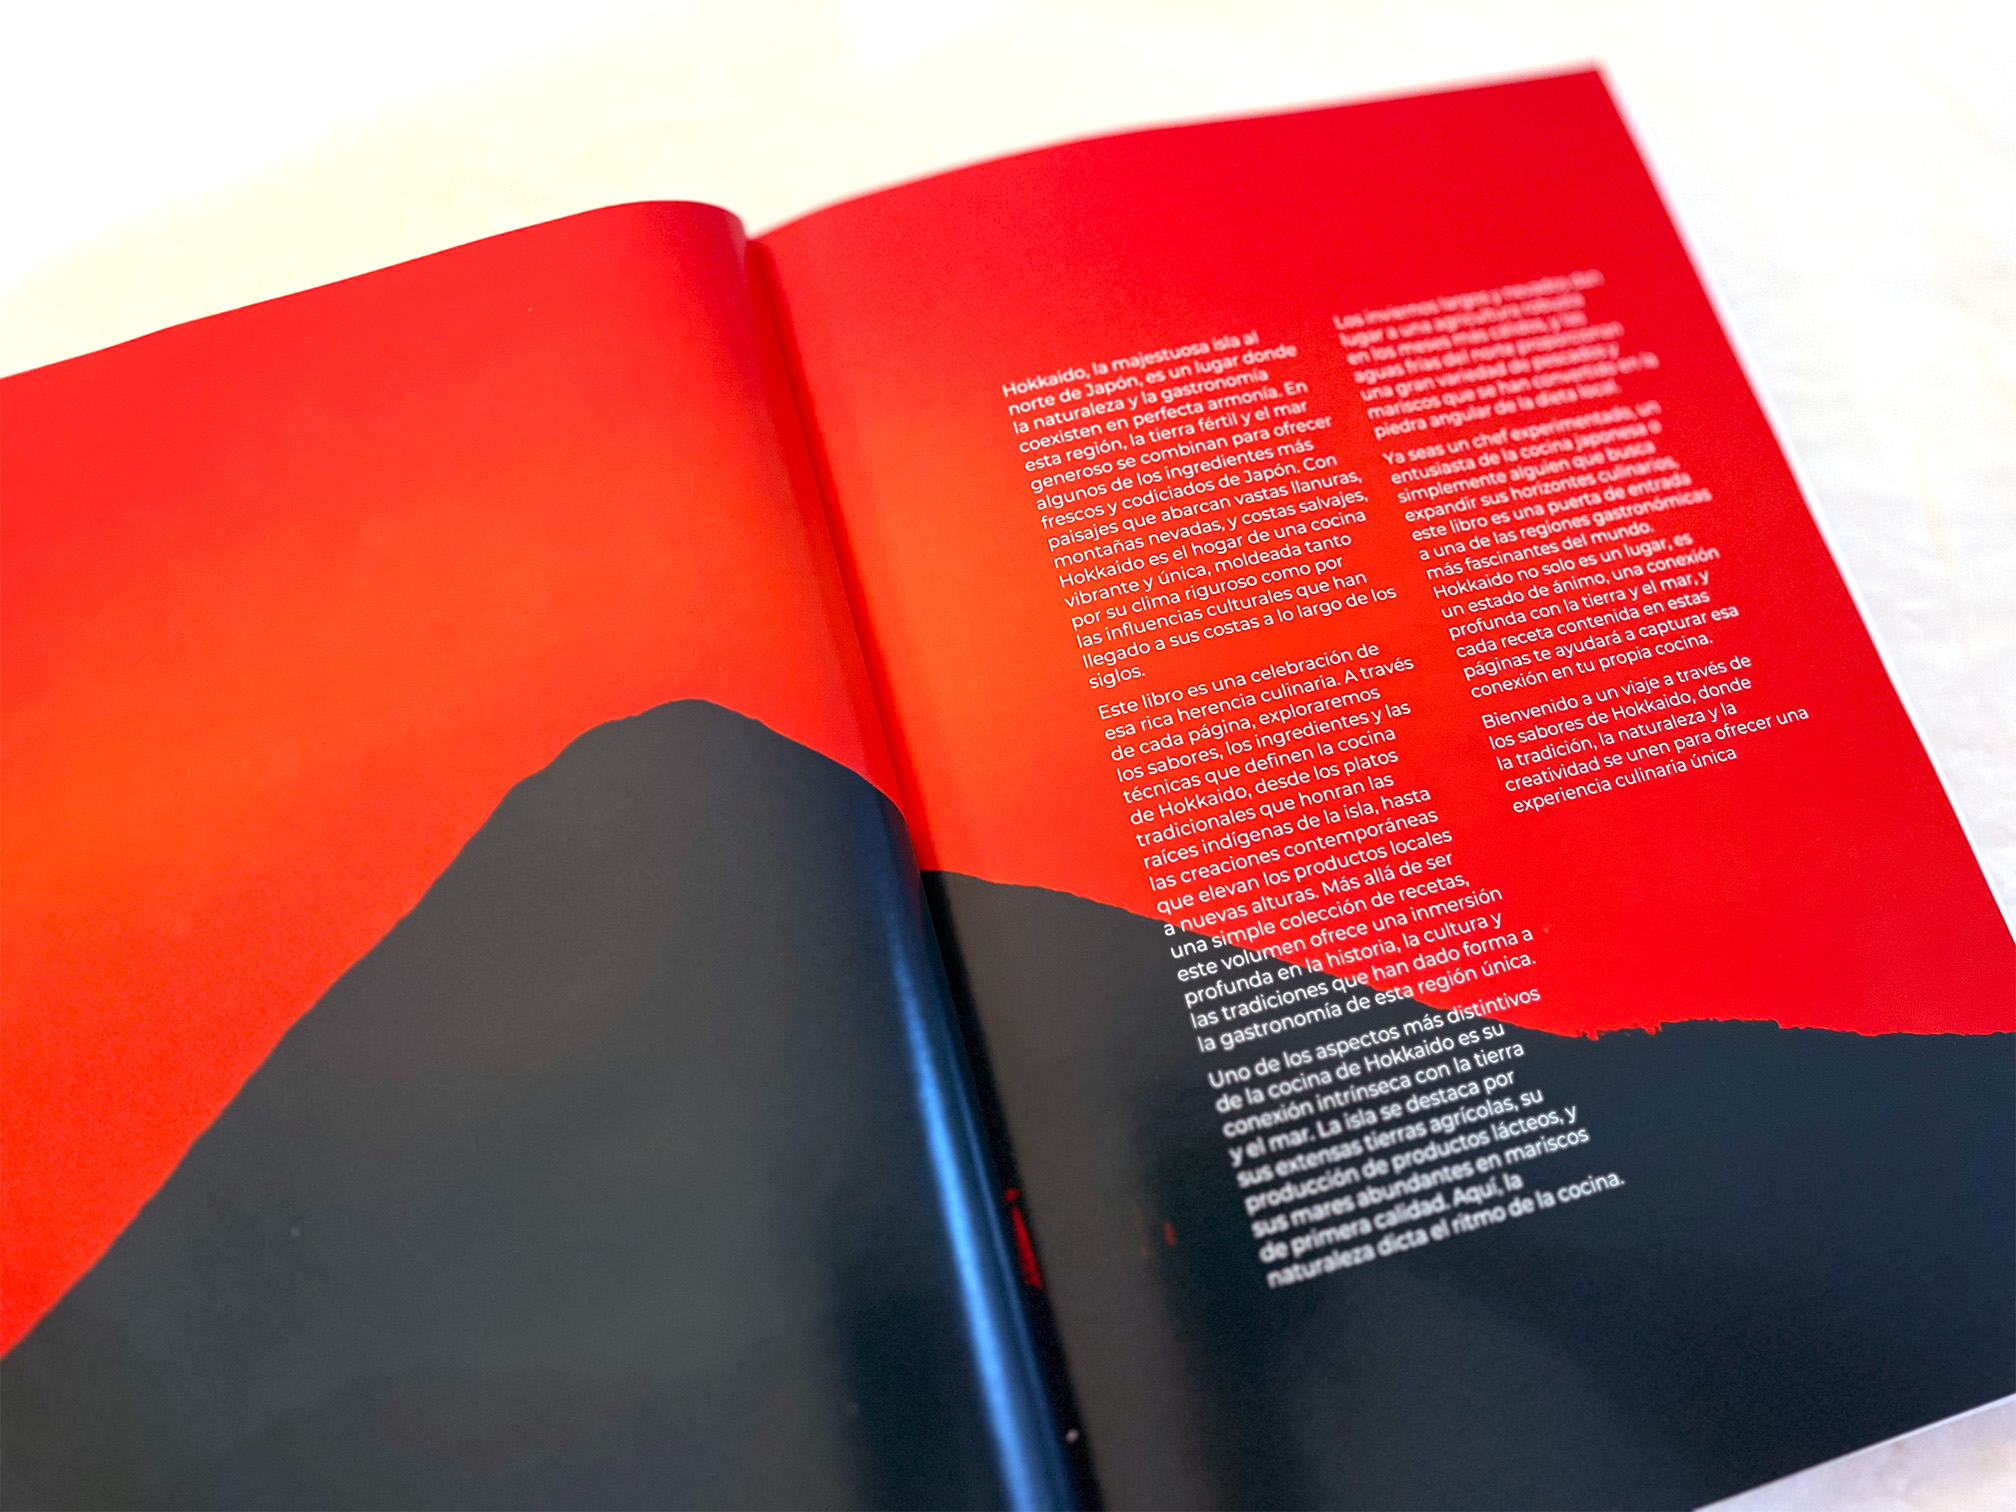 Hokkaido, la majestuosa isla al
norte de Japón, es un lugar donde
la naturaleza y la gastronomía
coexisten en perfecta armonía. En
esta región, la tierra fértil y el mar
generoso se combinan para ofrecer
algunos de los ingredientes más
frescos y codiciados de Japón. Con
paisajes que abarcan vastas llanuras,
montañas nevadas, y costas salvajes,
Hokkaido es el hogar de una cocina
vibrante y única, moldeada tanto
por su clima riguroso como por
las influencias culturales que han
llegado a sus costas a lo largo de los
siglos.
Este libro es una celebración de
esa rica herencia culinaria. A través
de cada página, exploraremos
los sabores, los ingredientes y las
técnicas que definen la cocina
de Hokkaido, desde los platos
tradicionales que honran las
raíces indígenas de la isla, hasta
las creaciones contemporáneas
que elevan los productos locales
a nuevas alturas. Más allá de ser
una simple colección de recetas,
este volumen ofrece una inmersión
profunda en la historia, la cultura y
las tradiciones que han dado forma a
la gastronomía de esta región única.
Uno de los aspectos más distintivos
de la cocina de Hokkaido es su
conexión intrínseca con la tierra
y el mar. La isla se destaca por
sus extensas tierras agrícolas, su
producción de productos lácteos, y
sus mares abundantes en mariscos
de primera calidad. Aquí, la
naturaleza dicta el ritmo de la cocina.
Los inviernos largos y nevados dan
lugar a una agricultura robusta
en los meses más cálidos, y las
aguas frías del norte proporcionan
una gran variedad de pescados y
mariscos que se han convertido en la
piedra angular de la dieta local.
Ya seas un chef experimentado, un
entusiasta de la cocina japonesa o
simplemente alguien que busca
expandir sus horizontes culinarios,
este libro es una puerta de entrada
a una de las regiones gastronómicas
más fascinantes del mundo.
Hokkaido no solo es un lugar, es
un estado de ánimo, una conexión
profunda con la tierra y el mar, y
cada receta contenida en estas
páginas te ayudará a capturar esa
conexión en tu propia cocina.
Bienvenido a un viaje a través de
los sabores de Hokkaido, donde
la tradición, la naturaleza y la
creatividad se unen para ofrecer una
experiencia culinaria única